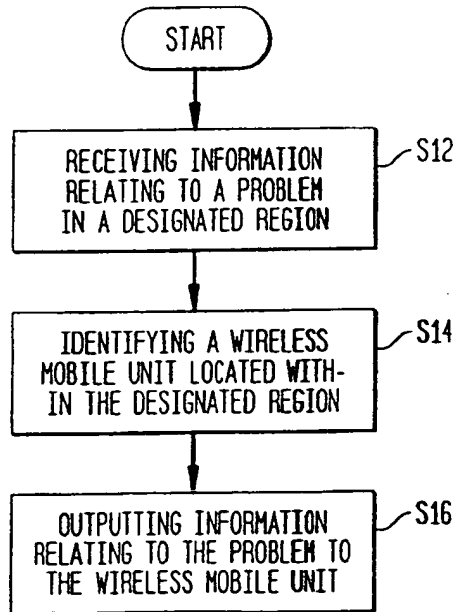 START
RECEIVING INFORMATION
RELATING TO A PROBLEM
IN A DESIGNATED REGION
S12
IDENTIFYING A WIRELESS
MOBILE UNIT LOCATED WITH-
IN THE DESIGNATED REGION
S14
OUTPUTTING INFORMATION
RELATING TO THE PROBLEM TO
THE WIRELESS MOBILE UNIT
S16